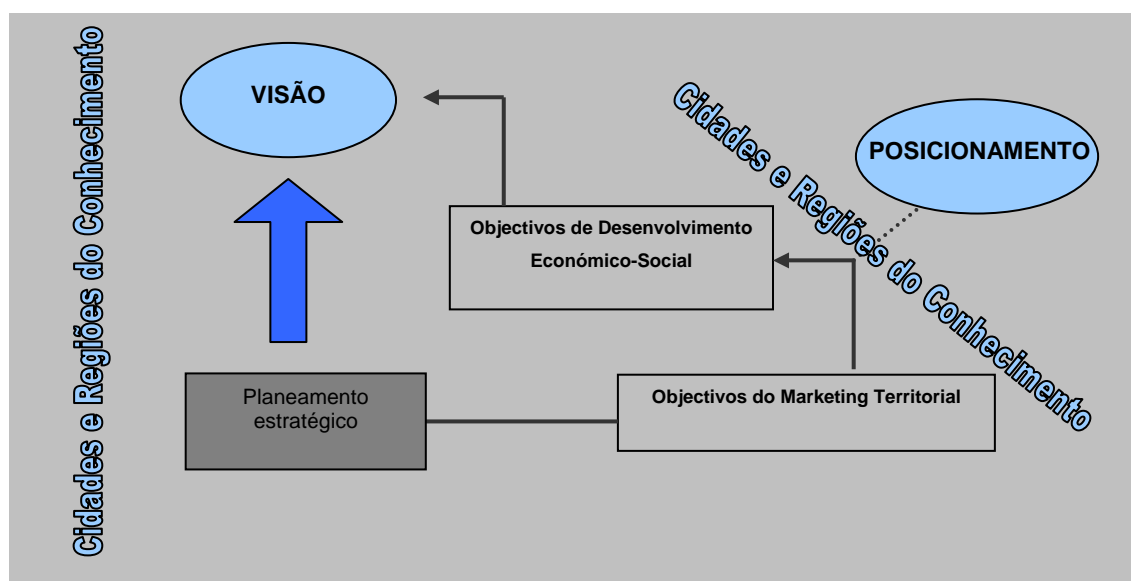 Cidades e Regiões do Conhecimento
VISÃO
Cidades e Regiões do Conhecimento
POSICIONAMENTO
Objectivos de Desenvolvimento
Económico-Social
Planeamento
estratégico
Objectivos do Marketing Territorial